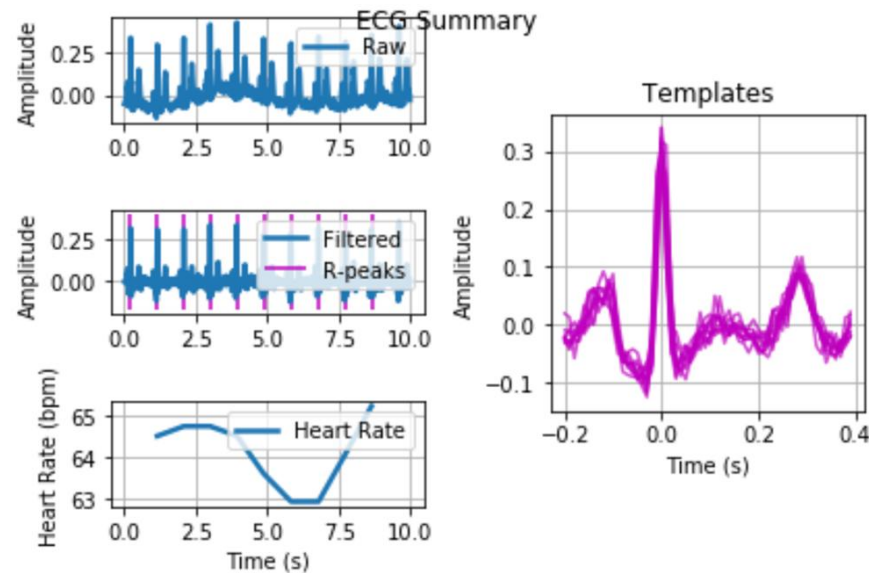 ECG Summary
Amplitude
0.25
0.00
Raw
0.0 2.5 5.0 7.5 10.0
Amplitude
0.25
0.00
Filtered
R-peaks
0.0 2.5 5.0 7.5 10.0
Heart Rate (bpm)
65
64
63
Heart Rate
0.0 2.5 5.0 7.5 10.0
Time (s)
Templates
Amplitude
0.3
0.2
0.1
0.0
−0.1
−0.2 0.0 0.2 0.4
Time (s)